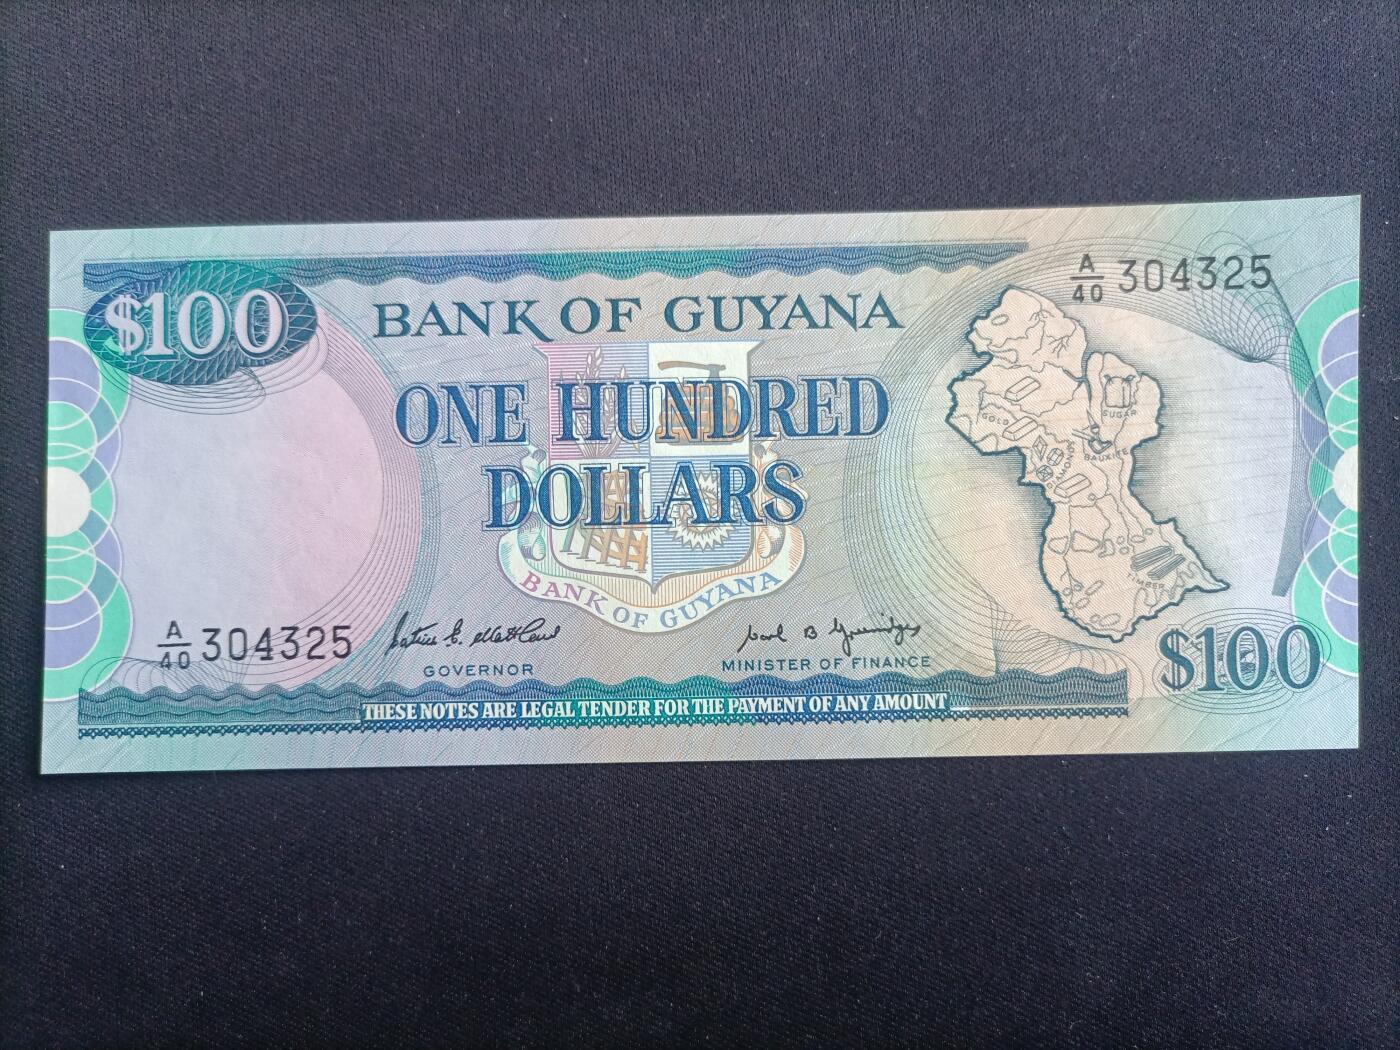 A/40 304325
$100
BANK OF GUYANA
ONE HUNDRED
DOLLARS
GOLD
SUGAR
DIAMOND
BAUXITE
TIMBER
BANK OF GUYANA
A/40 304325
GOVERNOR
MINISTER OF FINANCE
$100
THESE NOTES ARE LEGAL TENDER FOR THE PAYMENT OF ANY AMOUNT